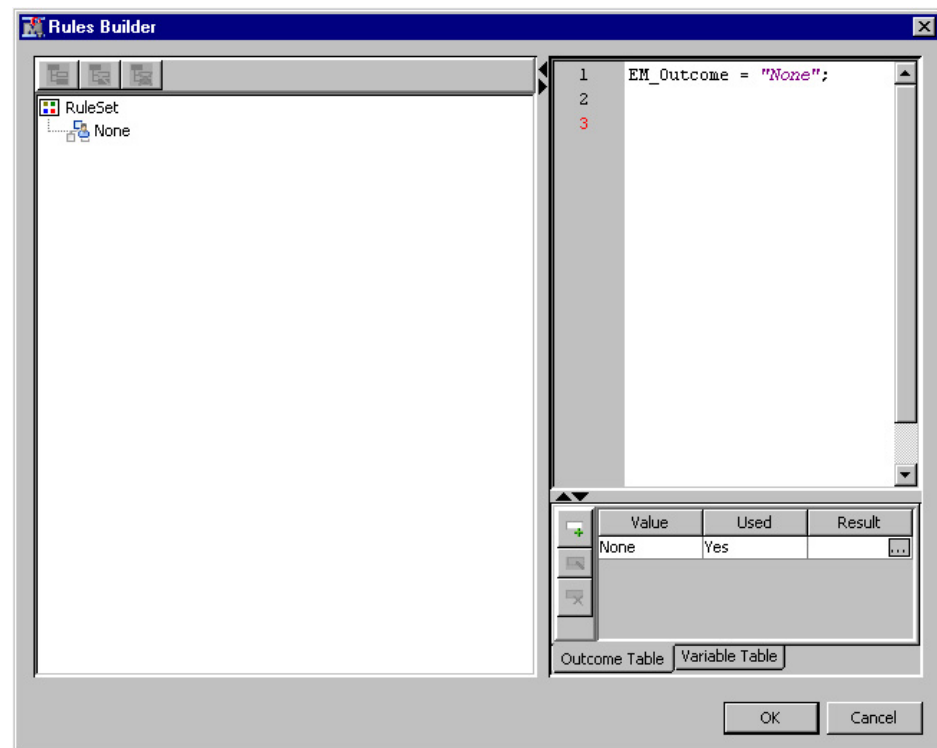 Rules Builder
RuleSet
None
1 EM_Outcome = "None";
2
3
Value Used Result
None Yes ...
Outcome Table Variable Table
OK Cancel